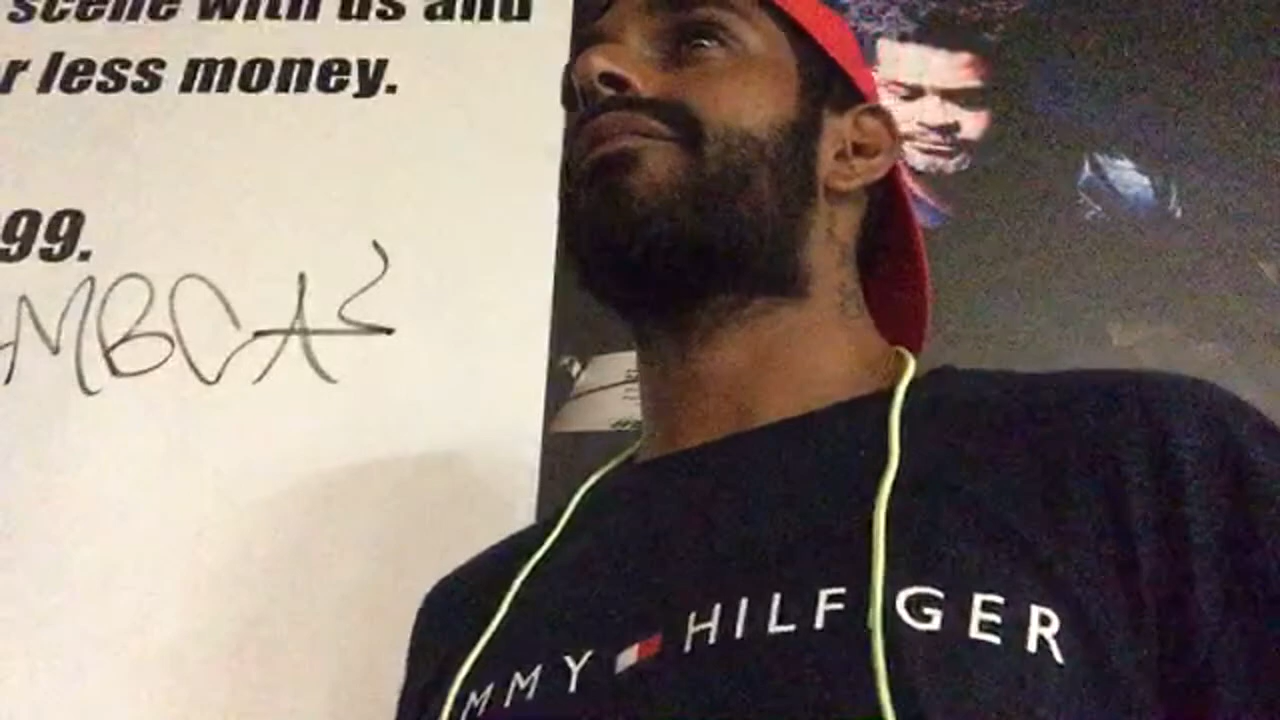 scene with us and
r less money.
99.
MBCA
MMY HILFIGER